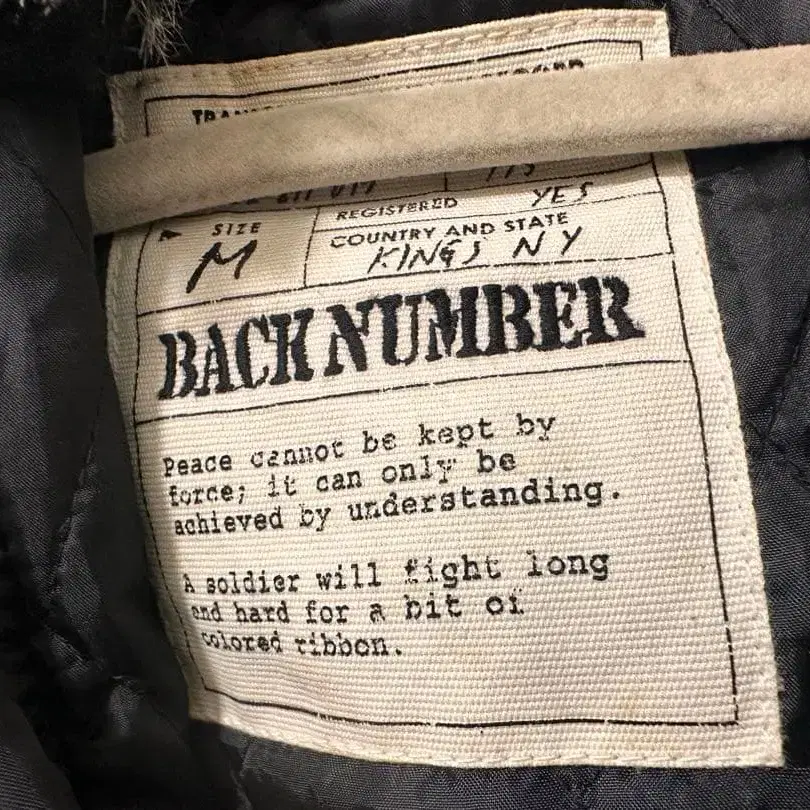 REGISTERED YES
SIZE
M
COUNTRY AND STATE
KINGS NY
BACK NUMBER
Peace cannot be kept by
force; it can only be
achieved by understanding.
A soldier will fight long
and hard for a bit of
colored ribbon.